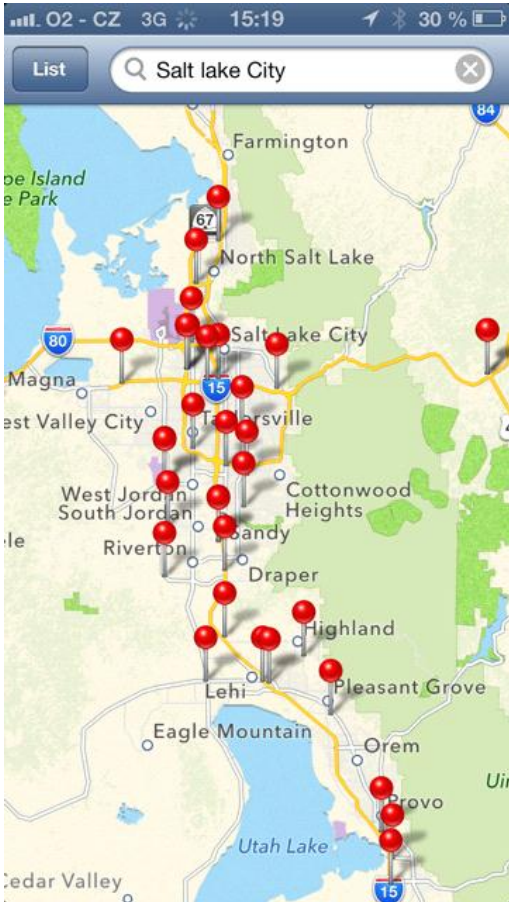 O2 - CZ 3G 15:19 30 %
List Salt lake City
84
Farmington
oe Island
e Park
67
North Salt Lake
80
Salt Lake City
Magna
15
est Valley City
Taylorsville
West Jordan
South Jordan
Cottonwood
Heights
4
le
Riverton
Sandy
Draper
Highland
Lehi
Pleasant Grove
Eagle Mountain
Orem
Provo
Uin
Utah Lake
Cedar Valley
15